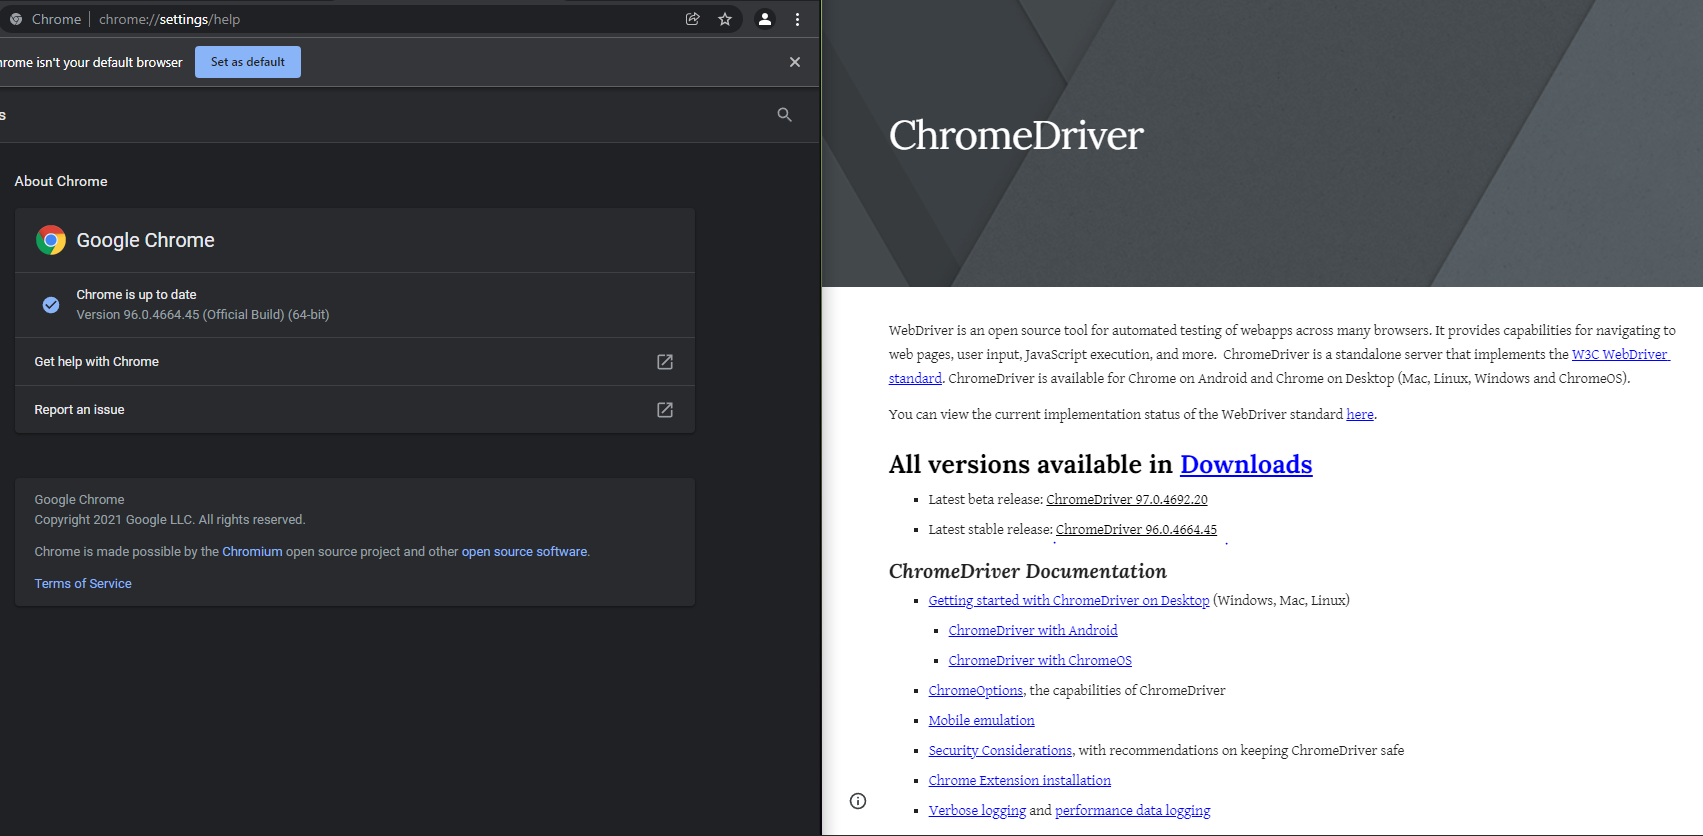 Chrome | chrome://settings/help
hrome isn't your default browser Set as default
s
About Chrome
Google Chrome
Chrome is up to date
Version 96.0.4664.45 (Official Build) (64-bit)
Get help with Chrome
Report an issue
Google Chrome
Copyright 2021 Google LLC. All rights reserved.
Chrome is made possible by the Chromium open source project and other open source software.
Terms of Service
ChromeDriver
WebDriver is an open source tool for automated testing of webapps across many browsers. It provides capabilities for navigating to
web pages, user input, JavaScript execution, and more. ChromeDriver is a standalone server that implements the W3C WebDriver
standard. ChromeDriver is available for Chrome on Android and Chrome on Desktop (Mac, Linux, Windows and ChromeOS).
You can view the current implementation status of the WebDriver standard here.
All versions available in Downloads
Latest beta release: ChromeDriver 97.0.4692.20
Latest stable release: ChromeDriver 96.0.4664.45
ChromeDriver Documentation
Getting started with ChromeDriver on Desktop (Windows, Mac, Linux)
ChromeDriver with Android
ChromeDriver with ChromeOS
ChromeOptions, the capabilities of ChromeDriver
Mobile emulation
Security Considerations, with recommendations on keeping ChromeDriver safe
Chrome Extension installation
Verbose logging and performance data logging